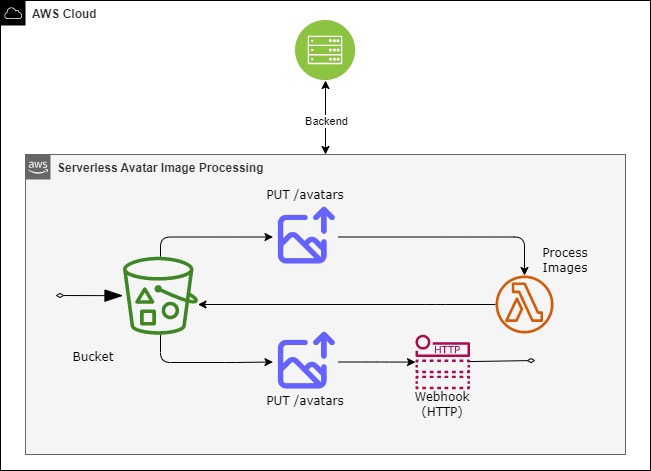 AWS Cloud
Backend
aws
Serverless Avatar Image Processing
PUT /avatars
Process
Images
Bucket
HTTP
PUT /avatars
Webhook
(HTTP)